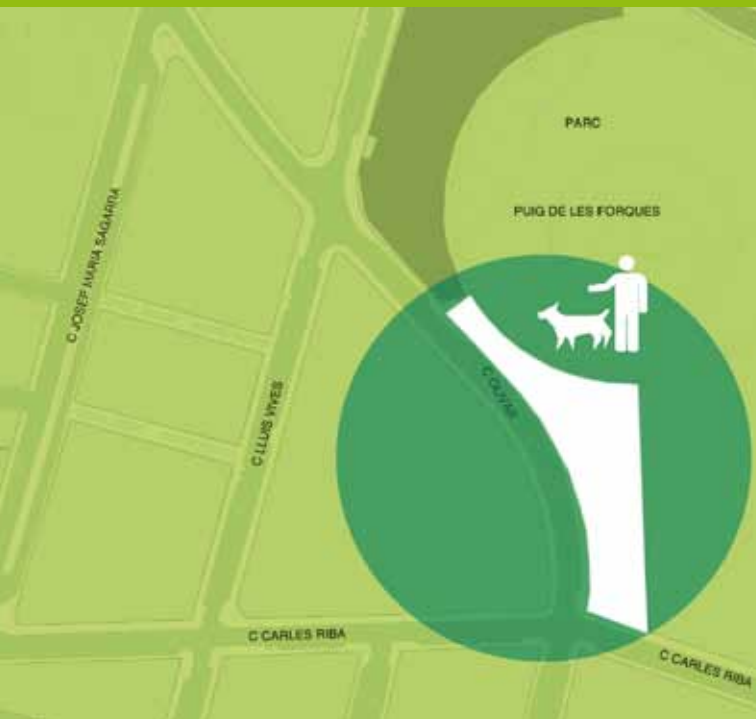 PARC
PUIG DE LES FORQUES
C JOSEP MARIA SAGARRA
C LLUIS VIVES
C OLIVAR
C CARLES RIBA
C CARLES RIBA